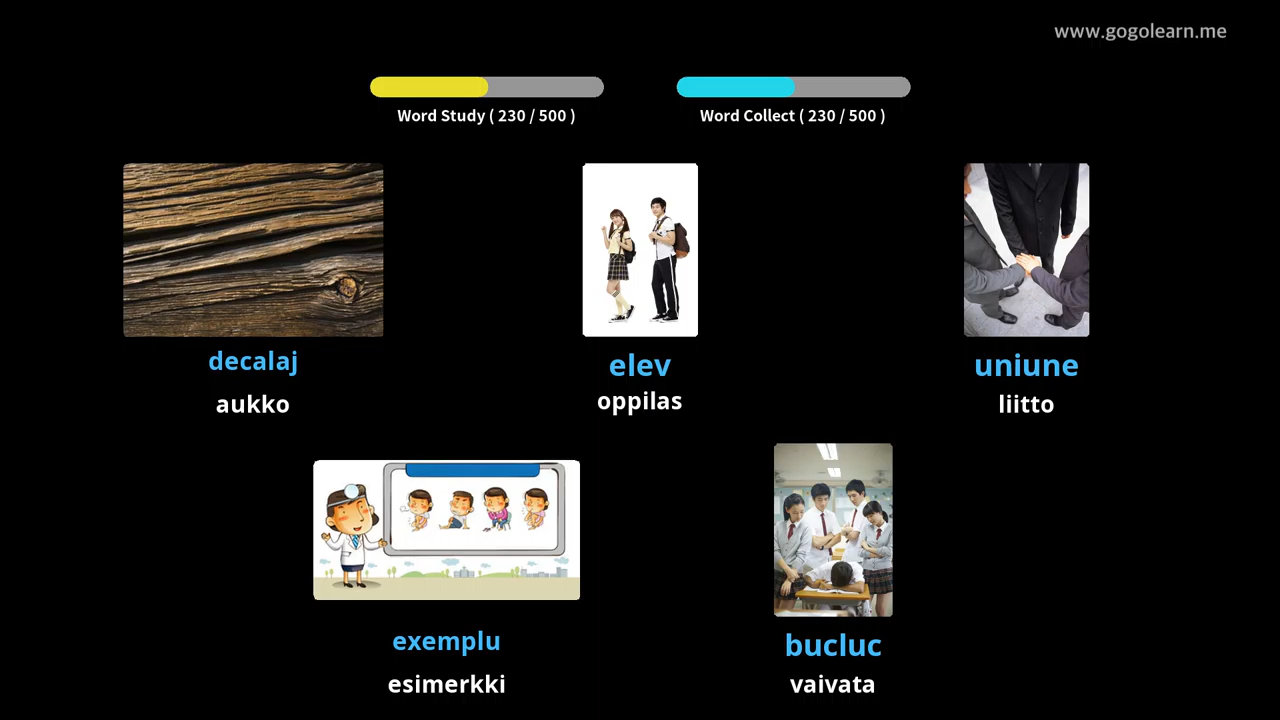 www.gogolearn.me
Word Study ( 230 / 500 )
Word Collect ( 230 / 500 )
decalaj
aukko
elev
oppilas
uniune
liitto
exemplu
esimerkki
bucluc
vaivata